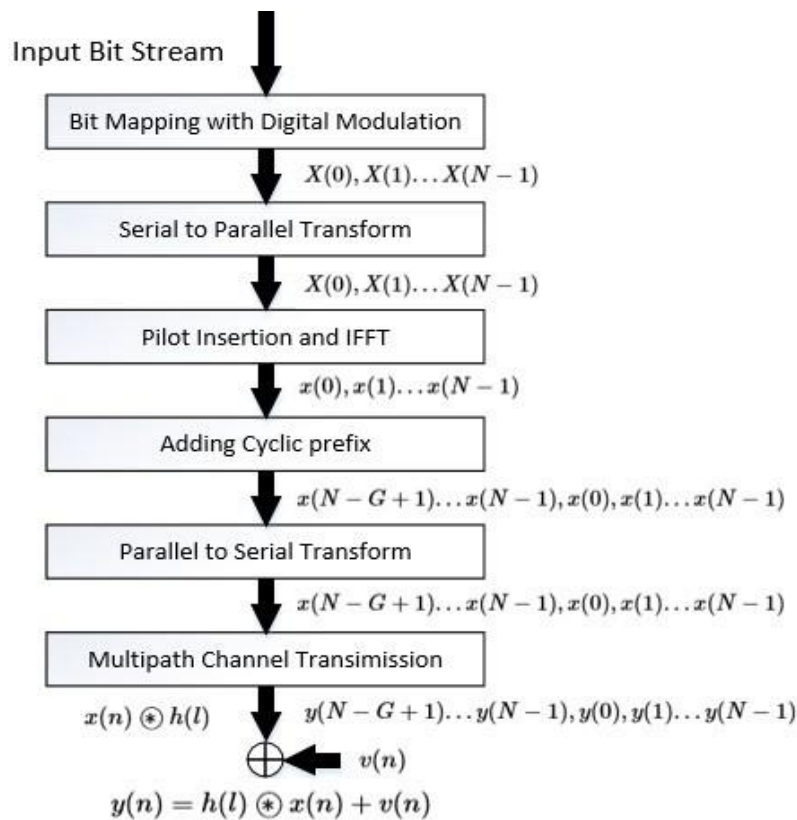 Input Bit Stream
Bit Mapping with Digital Modulation
X(0), X(1)...X(N − 1)
Serial to Parallel Transform
X(0), X(1)...X(N − 1)
Pilot Insertion and IFFT
x(0), x(1)...x(N − 1)
Adding Cyclic prefix
x(N − G + 1)...x(N − 1), x(0), x(1)...x(N − 1)
Parallel to Serial Transform
x(N − G + 1)...x(N − 1), x(0), x(1)...x(N − 1)
Multipath Channel Transimission
x(n) ⊛ h(l)
y(N − G + 1)...y(N − 1), y(0), y(1)...y(N − 1)
v(n)
y(n) = h(l) ⊛ x(n) + v(n)